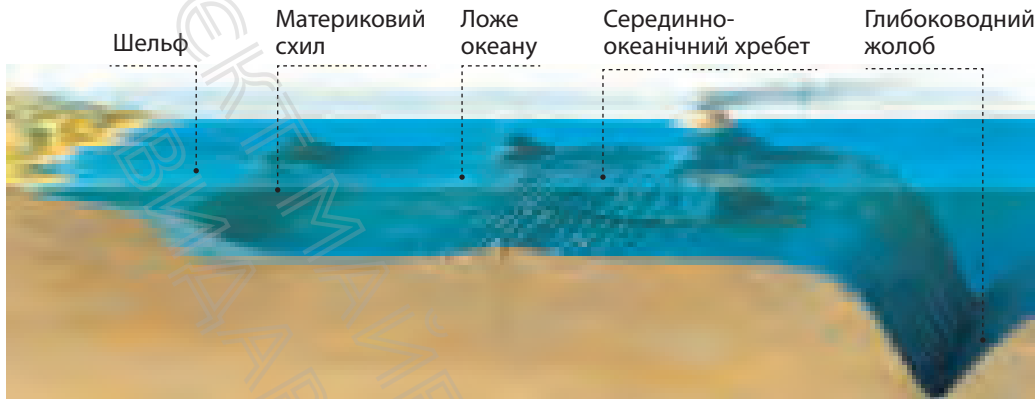 Шельф
Материковий
схил
Ложе
океану
Серединно-
океанічний хребет
Глибоководний
жолоб